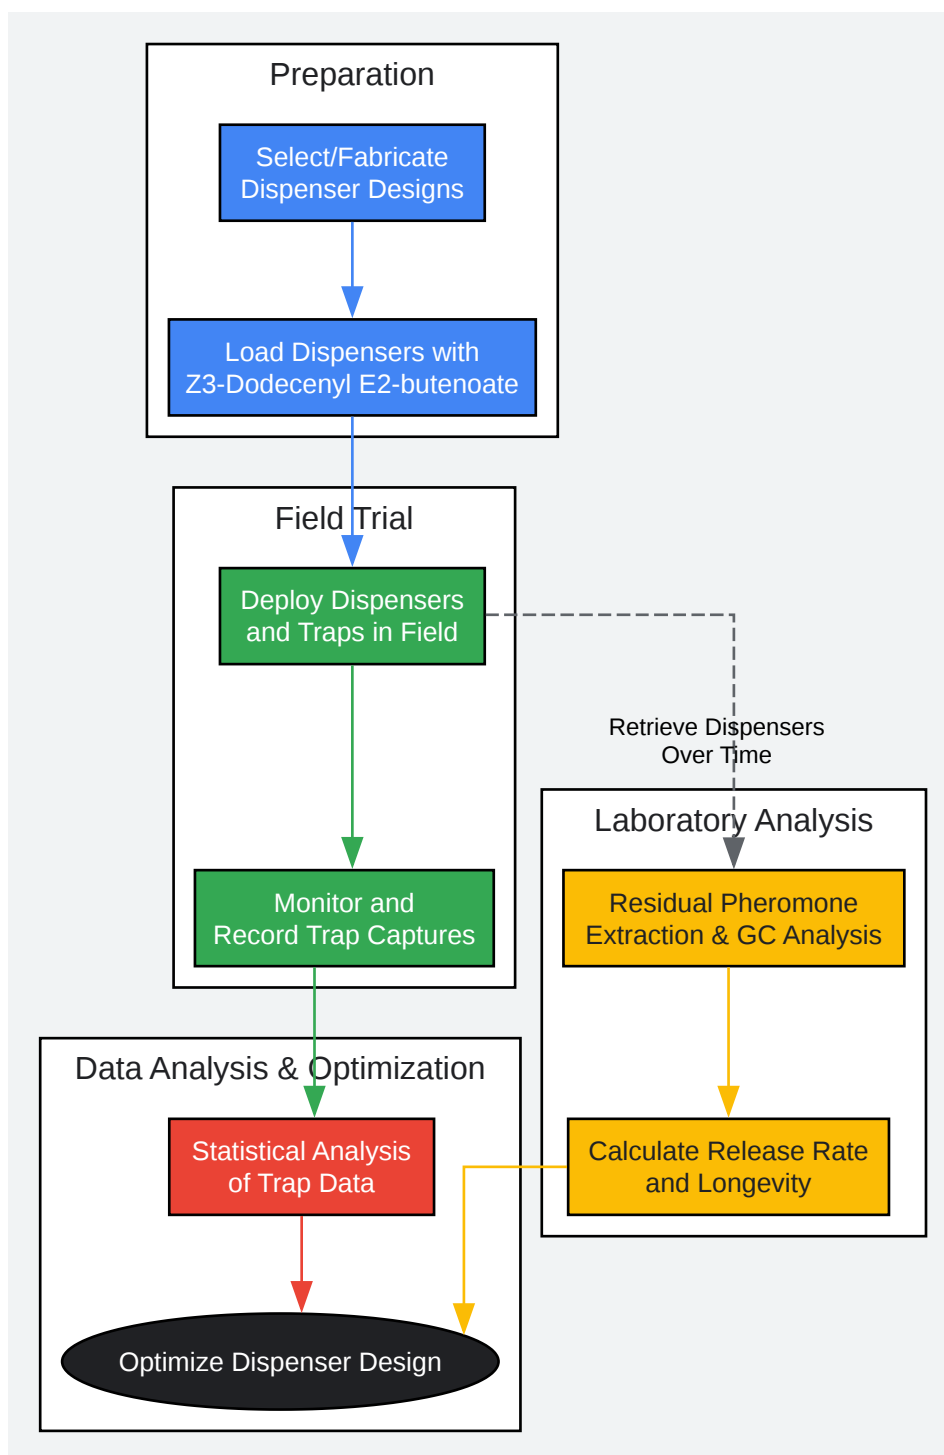 Preparation
Select/Fabricate
Dispenser Designs
Load Dispensers with
Z3-Dodecenyl E2-butenoate
Field Trial
Deploy Dispensers
and Traps in Field
Retrieve Dispensers
Over Time
Laboratory Analysis
Monitor and
Record Trap Captures
Residual Pheromone
Extraction & GC Analysis
Data Analysis & Optimization
Statistical Analysis
of Trap Data
Calculate Release Rate
and Longevity
Optimize Dispenser Design